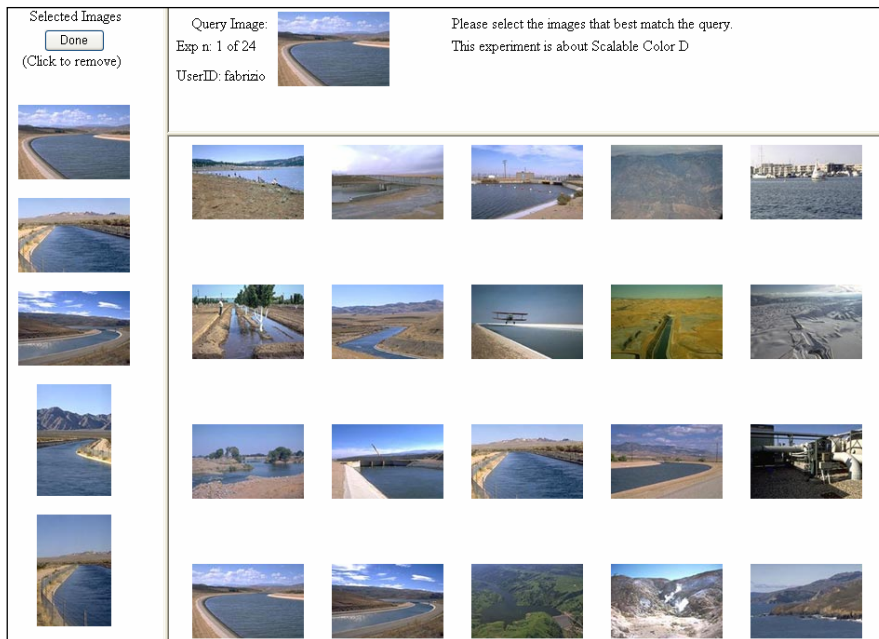 Selected Images
Done
(Click to remove)
Query Image:
Exp n: 1 of 24
UserID: fabrizio
Please select the images that best match the query.
This experiment is about Scalable Color D